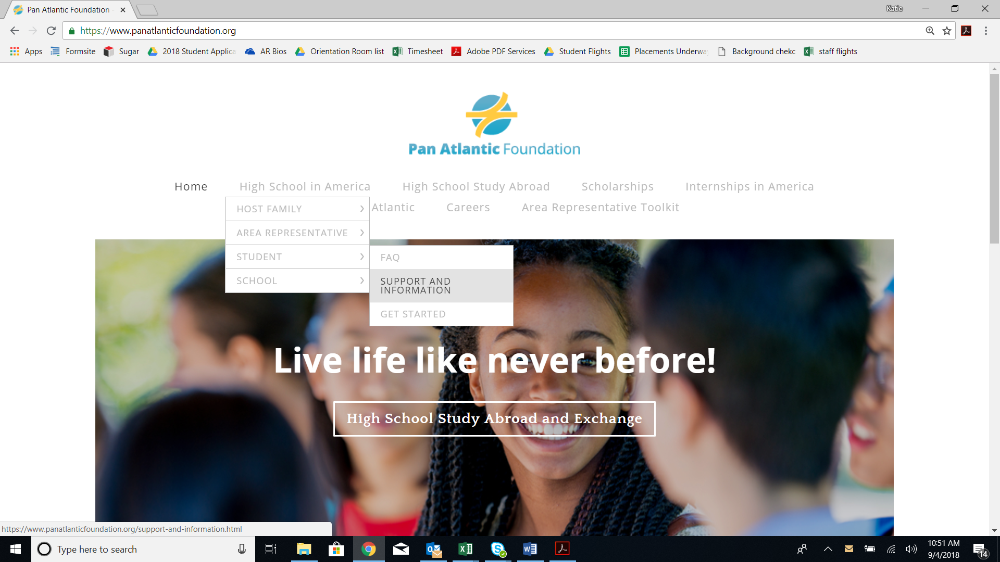 Pan Atlantic Foundation -
Katie
https://www.panatlanticfoundation.org
Apps
Formsite
Sugar
2018 Student Applica
AR Bios
Orientation Room list
Timesheet
Adobe PDF Services
Student Flights
Placements Underway
Background chekc
staff flights
Pan Atlantic Foundation
Home High School in America High School Study Abroad Scholarships Internships in America
Atlantic Careers Area Representative Toolkit
HOST FAMILY
AREA REPRESENTATIVE
STUDENT
SCHOOL
FAQ
SUPPORT AND
INFORMATION
GET STARTED
Live life like never before!
High School Study Abroad and Exchange
https://www.panatlanticfoundation.org/support-and-information.html
Type here to search
10:51 AM
9/4/2018
14